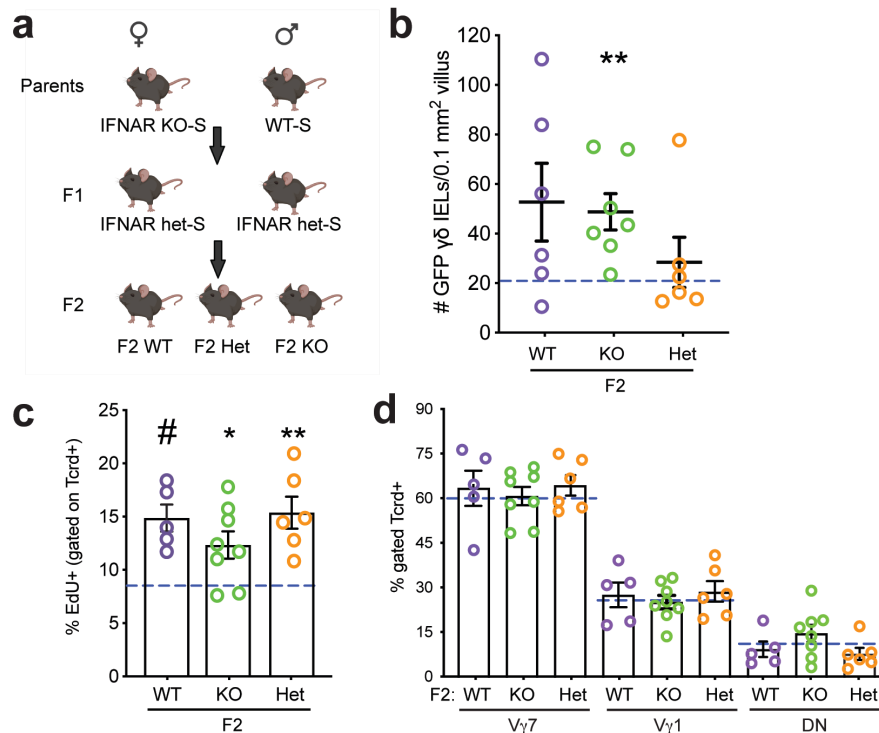 a
♀ ♂
Parents
IFNAR KO-S WT-S
F1
IFNAR het-S IFNAR het-S
F2
F2 WT F2 Het F2 KO
b
# GFP γδ IELs/0.1 mm² villus
120
100
80
60
40
20
0
**
WT KO Het
F2
c
% EdU+ (gated on Tcrd+)
25
20
15
10
5
0
# * **
WT KO Het
F2
d
% gated Tcrd+
90
75
60
45
30
15
0
F2: WT KO Het WT KO Het WT KO Het
Vγ7 Vγ1 DN